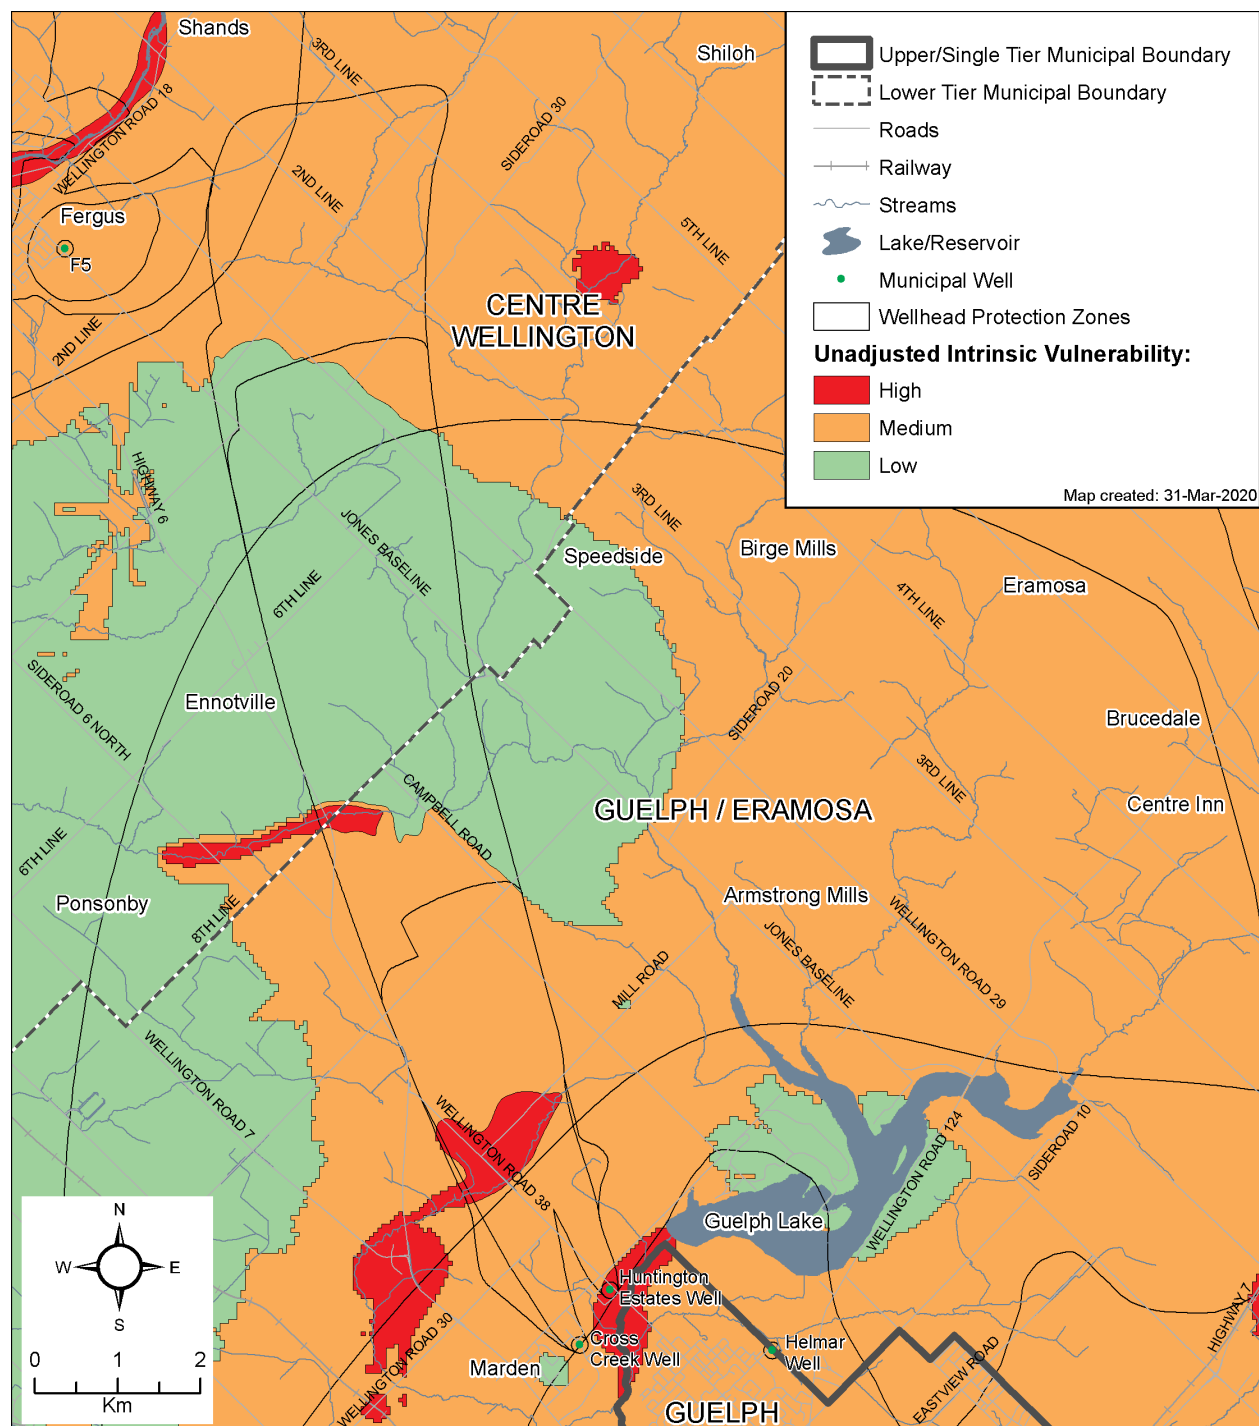 Shands
Shiloh
3RD LINE
WELLINGTON ROAD 18
SIDEROAD 30
2ND LINE
Fergus
F5
5TH LINE
2ND LINE
CENTRE
WELLINGTON
Upper/Single Tier Municipal Boundary
Lower Tier Municipal Boundary
Roads
Railway
Streams
Lake/Reservoir
Municipal Well
Wellhead Protection Zones
Unadjusted Intrinsic Vulnerability:
High
Medium
Low
Map created: 31-Mar-2020
HIGHWAY 6
JONES BASELINE
3RD LINE
Speedside
Birge Mills
Eramosa
4TH LINE
6TH LINE
SIDEROAD 6 NORTH
Ennotville
SIDEROAD 20
Brucedale
3RD LINE
CAMPBELL ROAD
GUELPH / ERAMOSA
Centre Inn
6TH LINE
Ponsonby
8TH LINE
Armstrong Mills
WELLINGTON ROAD 29
JONES BASELINE
MILL ROAD
WELLINGTON ROAD 7
WELLINGTON ROAD 38
WELLINGTON ROAD 124
SIDEROAD 10
Guelph Lake
N
W
E
S
0 1 2
Km
Huntington
Estates Well
Cross
Creek Well
Helmar
Well
Marden
WELLINGTON ROAD 30
EASTVIEW ROAD
HIGHWAY 7
GUELPH